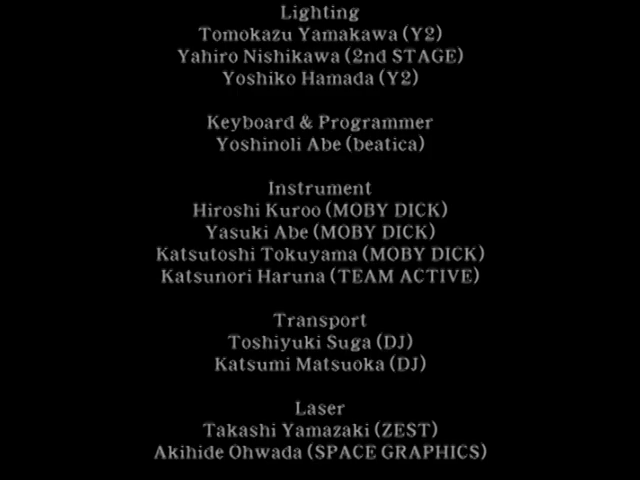 Lighting
Tomokazu Yamakawa (Y2)
Yahiro Nishikawa (2nd STAGE)
Yoshiko Hamada (Y2)
Keyboard & Programmer
Yoshinoli Abe (beatica)
Instrument
Hiroshi Kuroo (MOBY DICK)
Yasuki Abe (MOBY DICK)
Katsutoshi Tokuyama (MOBY DICK)
Katsunori Haruna (TEAM ACTIVE)
Transport
Toshiyuki Suga (DJ)
Katsumi Matsuoka (DJ)
Laser
Takashi Yamazaki (ZEST)
Akihide Ohwada (SPACE GRAPHICS)